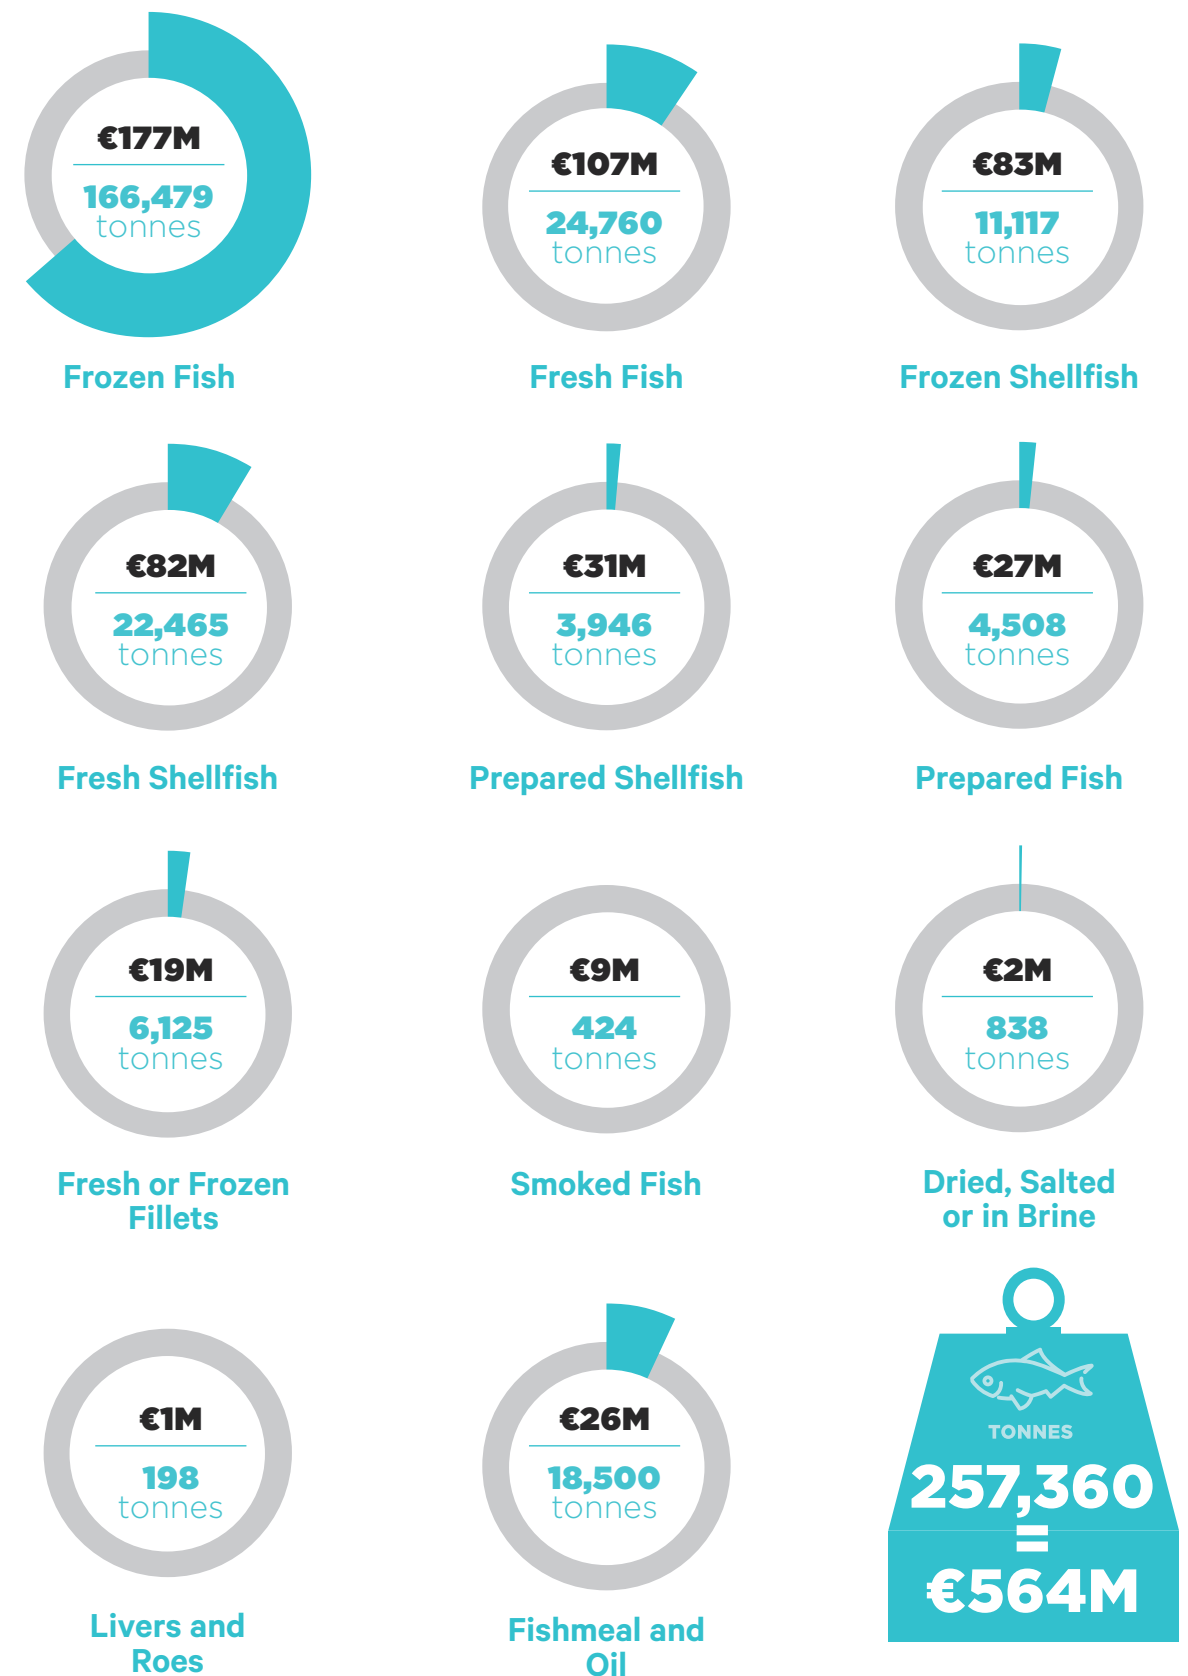 €177M
166,479
tonnes
Frozen Fish
€107M
24,760
tonnes
Fresh Fish
€83M
11,117
tonnes
Frozen Shellfish
€82M
22,465
tonnes
Fresh Shellfish
€31M
3,946
tonnes
Prepared Shellfish
€27M
4,508
tonnes
Prepared Fish
€19M
6,125
tonnes
Fresh or Frozen
Fillets
€9M
424
tonnes
Smoked Fish
€2M
838
tonnes
Dried, Salted
or in Brine
€1M
198
tonnes
Livers and
Roes
€26M
18,500
tonnes
Fishmeal and
Oil
TONNES
257,360
=
€564M